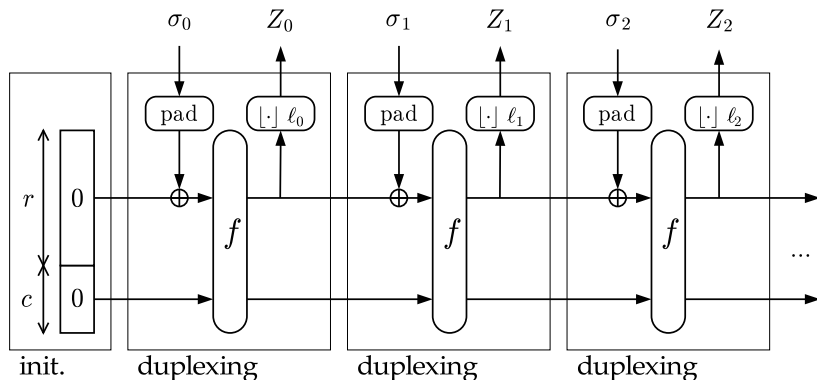 σ₀ Z₀ σ₁ Z₁ σ₂ Z₂
pad ⌊·⌋ ℓ₀ pad ⌊·⌋ ℓ₁ pad ⌊·⌋ ℓ₂
r 0 f f f
...
c 0
init. duplexing duplexing duplexing